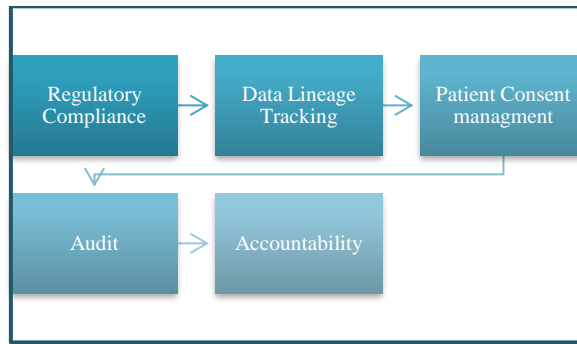 Regulatory
Compliance
Data Lineage
Tracking
Patient Consent
managment
Audit
Accountability